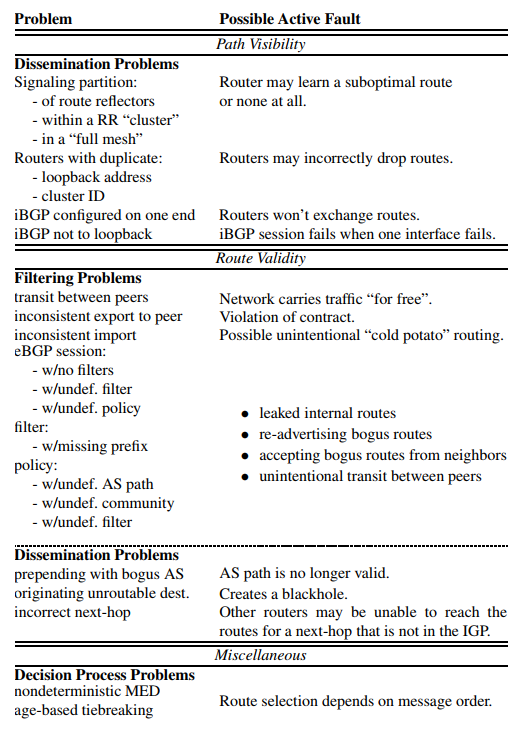 Problem Possible Active Fault
Path Visibility
Dissemination Problems
Signaling partition: Router may learn a suboptimal route
- of route reflectors or none at all.
- within a RR “cluster”
- in a “full mesh”
Routers with duplicate: Routers may incorrectly drop routes.
- loopback address
- cluster ID
iBGP configured on one end Routers won’t exchange routes.
iBGP not to loopback iBGP session fails when one interface fails.
Route Validity
Filtering Problems
transit between peers Network carries traffic “for free”.
inconsistent export to peer Violation of contract.
inconsistent import Possible unintentional “cold potato” routing.
eBGP session:
- w/no filters
- w/undef. filter
- w/undef. policy • leaked internal routes
filter: • re-advertising bogus routes
- w/missing prefix • accepting bogus routes from neighbors
policy: • unintentional transit between peers
- w/undef. AS path
- w/undef. community
- w/undef. filter
Dissemination Problems
prepending with bogus AS AS path is no longer valid.
originating unroutable dest. Creates a blackhole.
incorrect next-hop Other routers may be unable to reach the
routes for a next-hop that is not in the IGP.
Miscellaneous
Decision Process Problems
nondeterministic MED Route selection depends on message order.
age-based tiebreaking